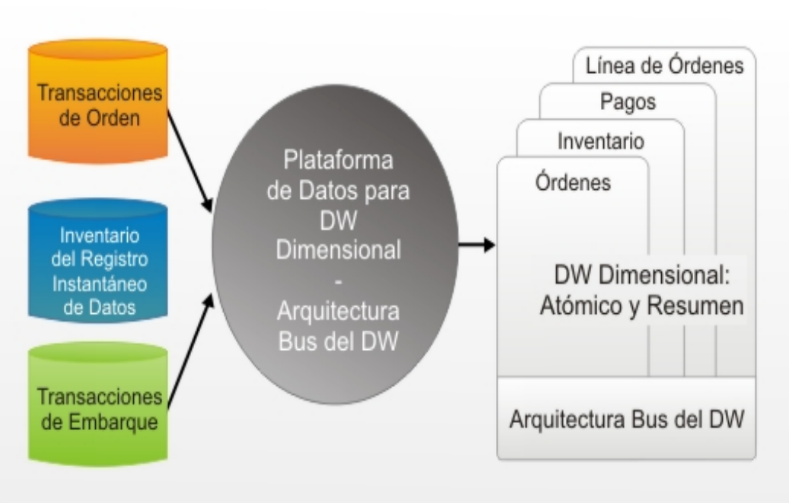 Transacciones
de Orden
Inventario
del Registro
Instantáneo
de Datos
Transacciones
de Embarque
Plataforma
de Datos para
DW
Dimensional
-
Arquitectura
Bus del DW
Línea de Órdenes
Pagos
Inventario
Órdenes
DW Dimensional:
Atómico y Resumen
Arquitectura Bus del DW